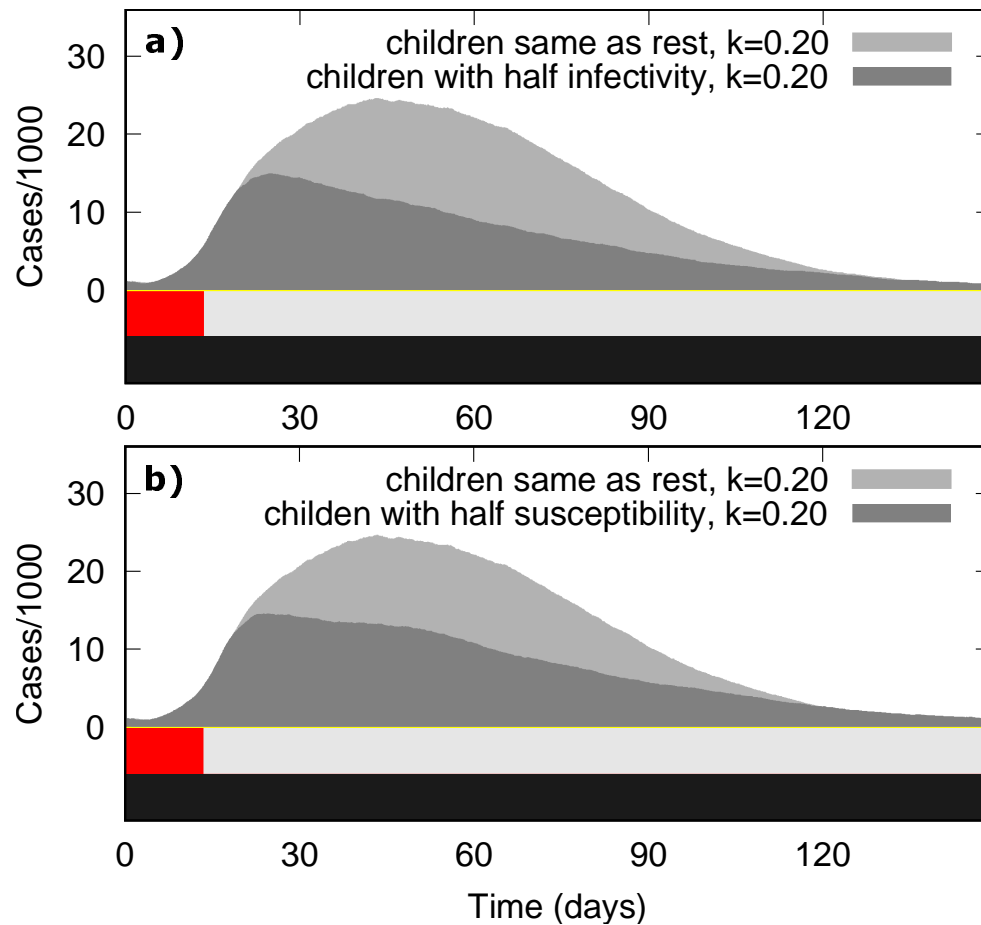 a)
children same as rest, k=0.20
children with half infectivity, k=0.20
Cases/1000
30
20
10
0
0 30 60 90 120
b)
children same as rest, k=0.20
childen with half susceptibility, k=0.20
Cases/1000
30
20
10
0
0 30 60 90 120
Time (days)